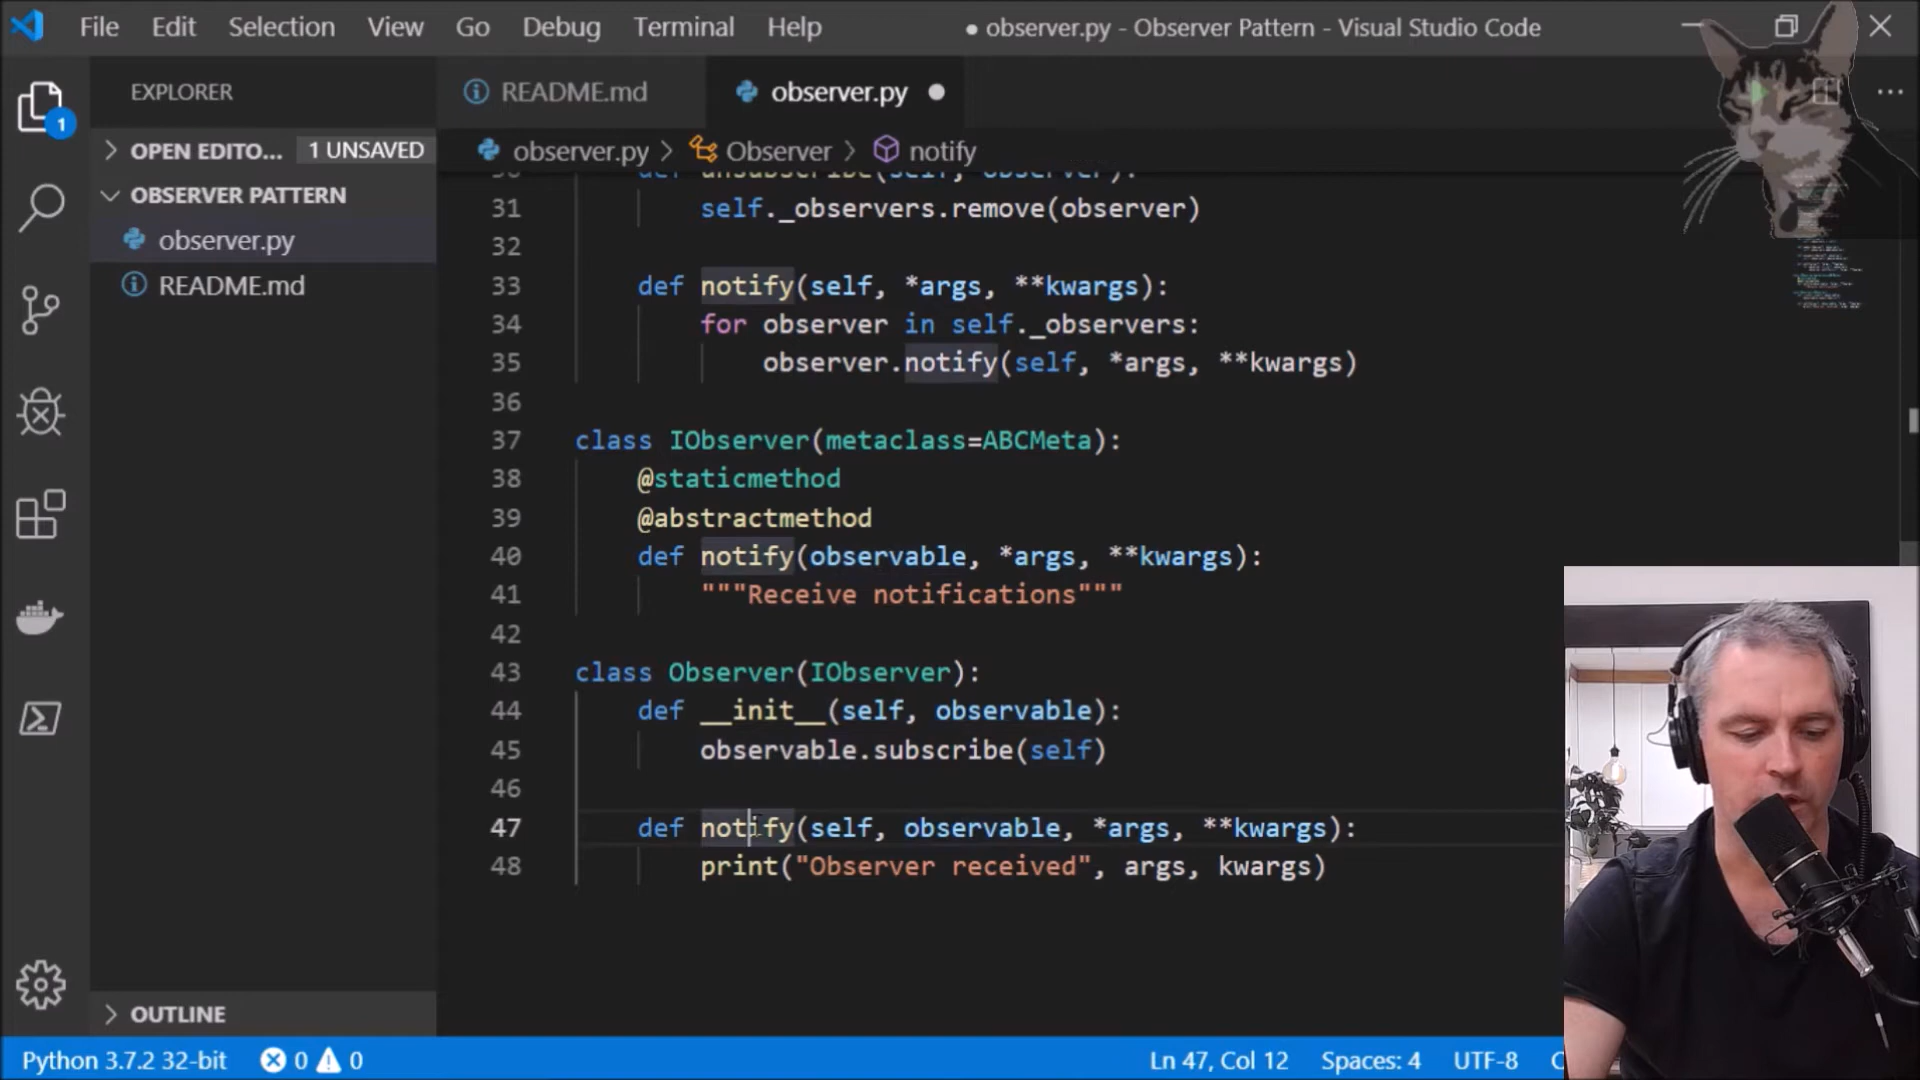 File Edit Selection View Go Debug Terminal Help
● observer.py - Observer Pattern - Visual Studio Code
EXPLORER
README.md
observer.py ●
1
OPEN EDITO... 1 UNSAVED
observer.py > Observer > notify
OBSERVER PATTERN
observer.py
README.md
def unsubscribe(self, observer):
31 self._observers.remove(observer)
32
33 def notify(self, *args, **kwargs):
34 for observer in self._observers:
35 observer.notify(self, *args, **kwargs)
36
37 class IObserver(metaclass=ABCMeta):
38 @staticmethod
39 @abstractmethod
40 def notify(observable, *args, **kwargs):
41 """Receive notifications"""
42
43 class Observer(IObserver):
44 def __init__(self, observable):
45 observable.subscribe(self)
46
47 def notify(self, observable, *args, **kwargs):
48 print("Observer received", args, kwargs)
OUTLINE
Python 3.7.2 32-bit 0 0 Ln 47, Col 12 Spaces: 4 UTF-8